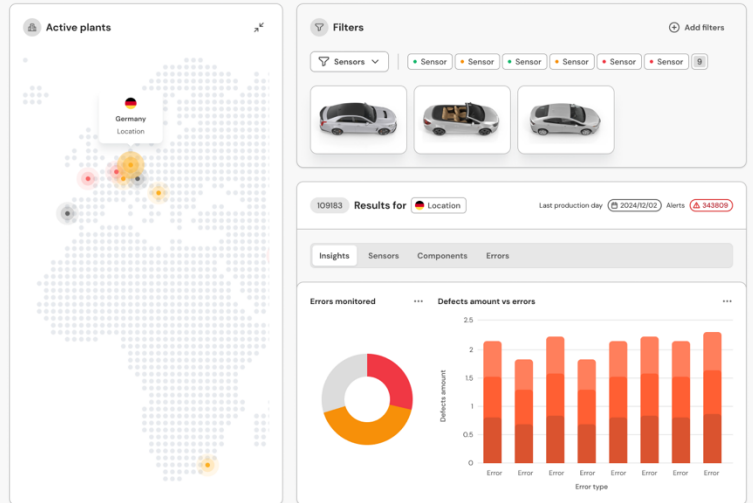 Active plants
Germany
Location
Filters
Add filters
Sensors
Sensor Sensor Sensor Sensor Sensor Sensor 9
109183 Results for Location
Last production day 2024/12/02 Alerts 343809
Insights Sensors Components Errors
Errors monitored
Defects amount vs errors
2.5
2
1.5
1
0.5
0
Defects amount
Error Error Error Error Error Error Error Error
Error type